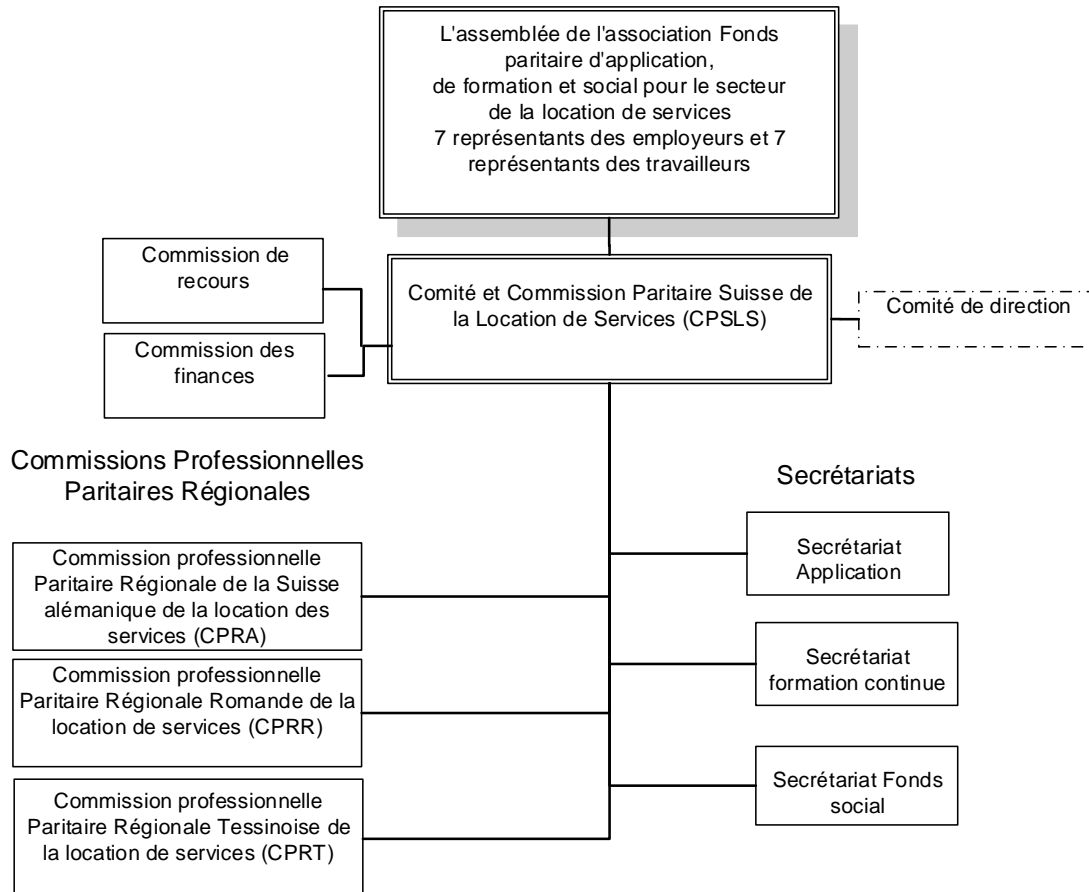 L'assemblée de l'association Fonds
paritaire d'application,
de formation et social pour le secteur
de la location de services
7 représentants des employeurs et 7
représentants des travailleurs
Commission de
recours
Commission des
finances
Comité et Commission Paritaire Suisse de
la Location de Services (CPSLS)
Comité de direction
Commissions Professionnelles
Paritaires Régionales
Commission professionnelle
Paritaire Régionale de la Suisse
alémanique de la location des
services (CPRA)
Commission professionnelle
Paritaire Régionale Romande de la
location de services (CPRR)
Commission professionnelle
Paritaire Régionale Tessinoise de
la location de services (CPRT)
Secrétariats
Secrétariat
Application
Secrétariat
formation continue
Secrétariat Fonds
social